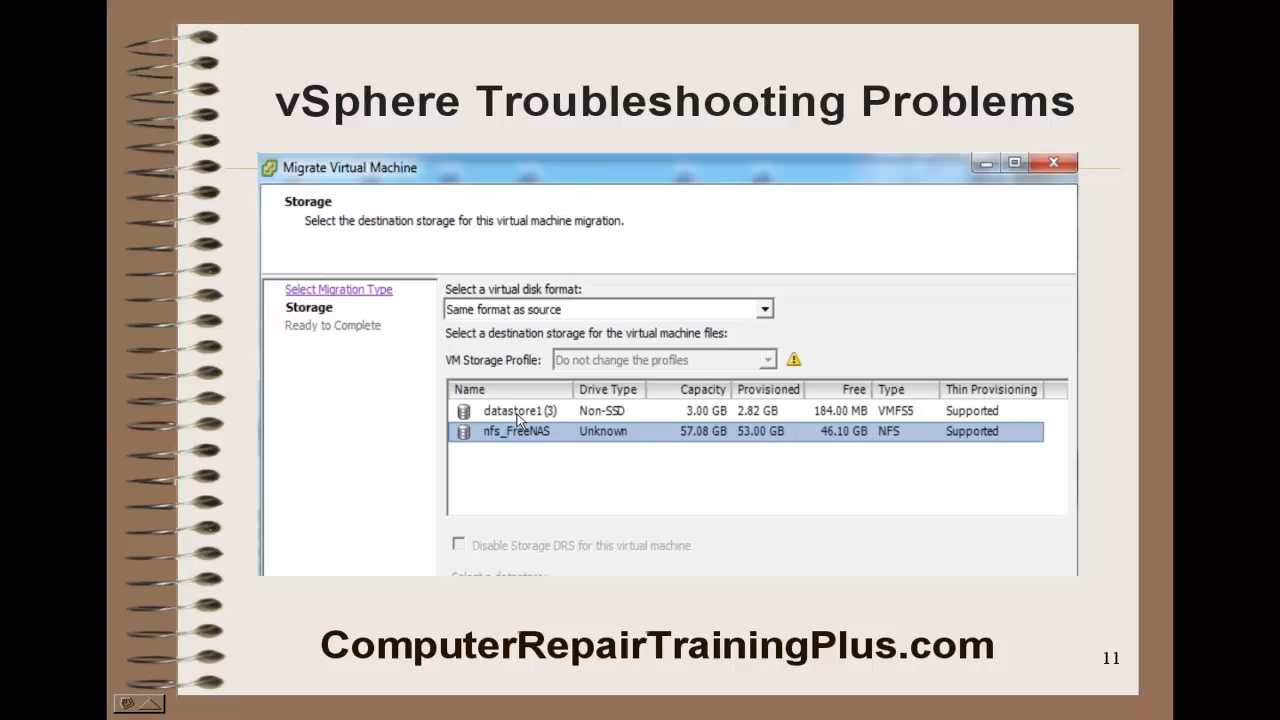 vSphere Troubleshooting Problems
Migrate Virtual Machine
Storage
Select the destination storage for this virtual machine migration.
Select Migration Type
Storage
Ready to Complete
Select a virtual disk format:
Same format as source
Select a destination storage for the virtual machine files:
VM Storage Profile: Do not change the profiles
Name Drive Type Capacity Provisioned Free Type Thin Provisioning
datastore1 (3) Non-SSD 3.00 GB 2.82 GB 184.00 MB VMFS5 Supported
nfs_FreeNAS Unknown 57.08 GB 53.00 GB 46.10 GB NFS Supported
Disable Storage DRS for this virtual machine
ComputerRepairTrainingPlus.com
11